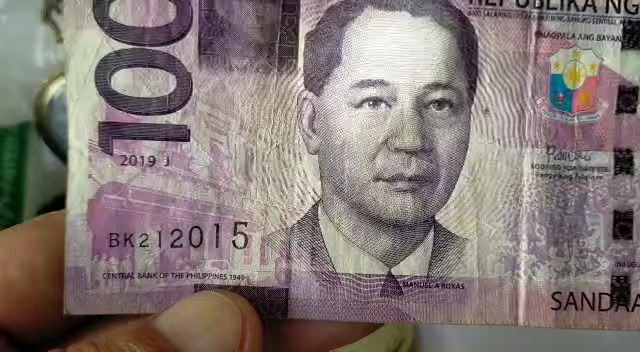 REPUBLIKA NG
PINAGPALA ANG BAYAN
100
2019 J
BK212015
CENTRAL BANK OF THE PHILIPPINES 1949
MANUEL A ROXAS
SANDAA